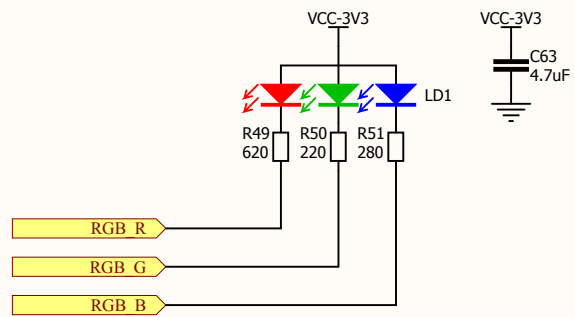 VCC-3V3
VCC-3V3
C63
4.7uF
LD1
R49
620
R50
220
R51
280
RGB_R
RGB_G
RGB_B